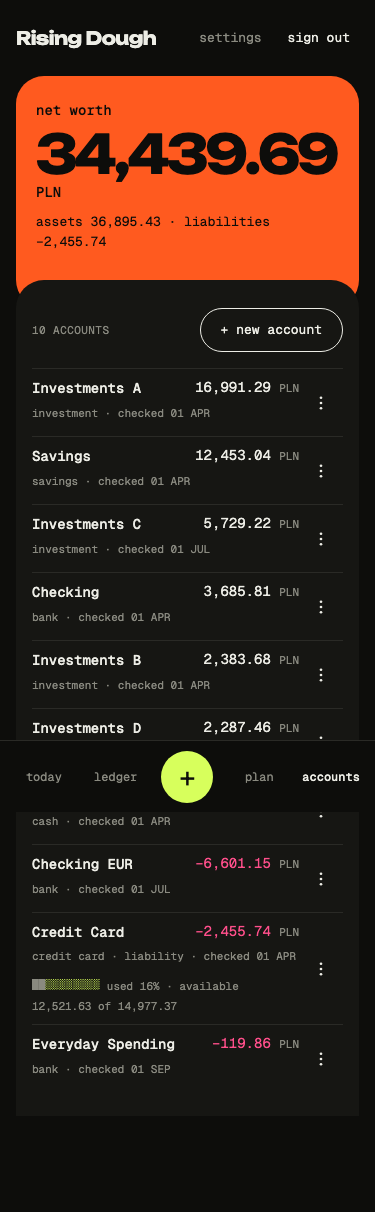 Rising Dough
settings
sign out
net worth
34,439.69
PLN
assets 36,895.43 · liabilities
−2,455.74
10 ACCOUNTS
+ new account
Investments A 16,991.29 PLN
investment · checked 01 APR
Savings 12,453.04 PLN
savings · checked 01 APR
Investments C 5,729.22 PLN
investment · checked 01 JUL
Checking 3,685.81 PLN
bank · checked 01 APR
Investments B 2,383.68 PLN
investment · checked 01 APR
Investments D 2,287.46 PLN
today ledger + plan accounts
cash · checked 01 APR
Checking EUR −6,601.15 PLN
bank · checked 01 JUL
Credit Card −2,455.74 PLN
credit card · liability · checked 01 APR
used 16% · available
12,521.63 of 14,977.37
Everyday Spending −119.86 PLN
bank · checked 01 SEP